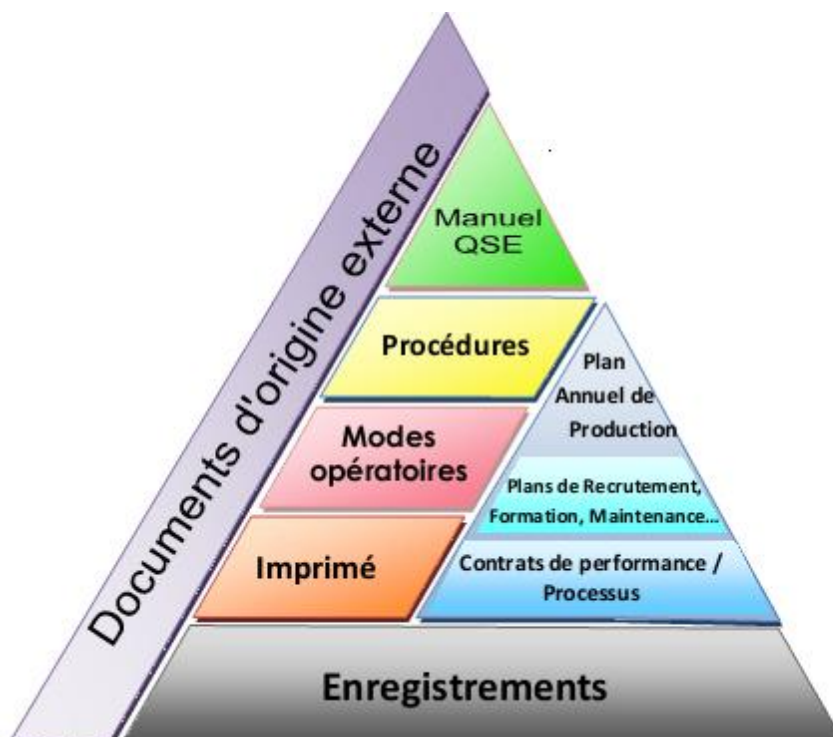 Documents d'origine externe
Manuel
QSE
Procédures
Modes
opératoires
Imprimé
Plan
Annuel de
Production
Plans de Recrutement,
Formation, Maintenance...
Contrats de performance /
Processus
Enregistrements